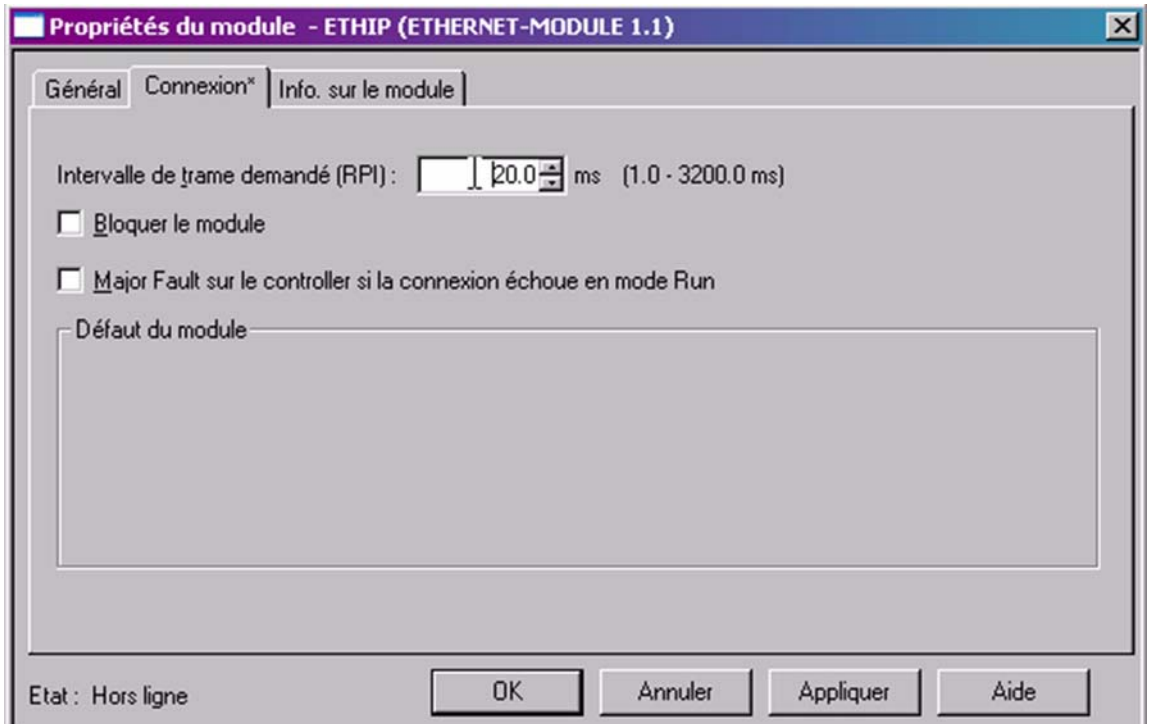 Propriétés du module - ETHIP (ETHERNET-MODULE 1.1)
Général Connexion* Info. sur le module
Intervalle de trame demandé (RPI) : 20.0 ms (1.0 - 3200.0 ms)
Bloquer le module
Major Fault sur le controller si la connexion échoue en mode Run
Défaut du module
Etat : Hors ligne OK Annuler Appliquer Aide